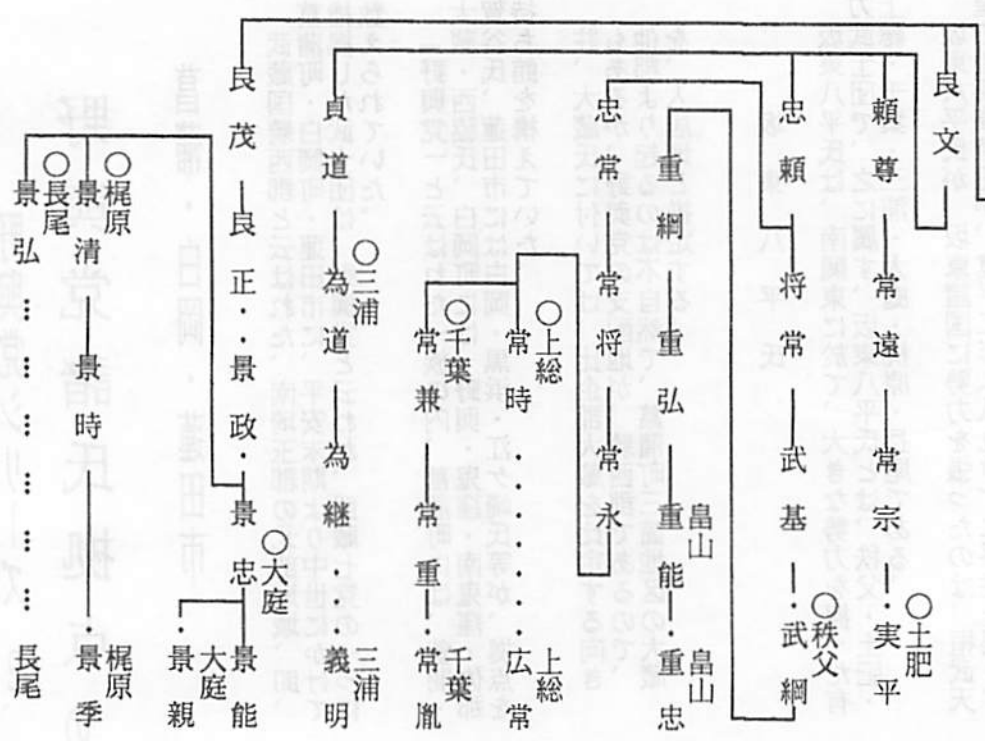 良文
頼尊 常遠 常宗・○土肥実平
忠頼 将常 武基・○秩父武綱
重綱 重弘 畠山重能 畠山重忠
忠常 常将 常永
○上総常時・・広常 上総
○千葉常兼 常重・常胤 千葉
貞道 ○三浦為道 為継・・義明 三浦
良茂 良正・・景政・景忠 ○大庭 景能
景親 大庭
○梶原景清 景時 景季 梶原
○長尾景弘 …………… 長尾